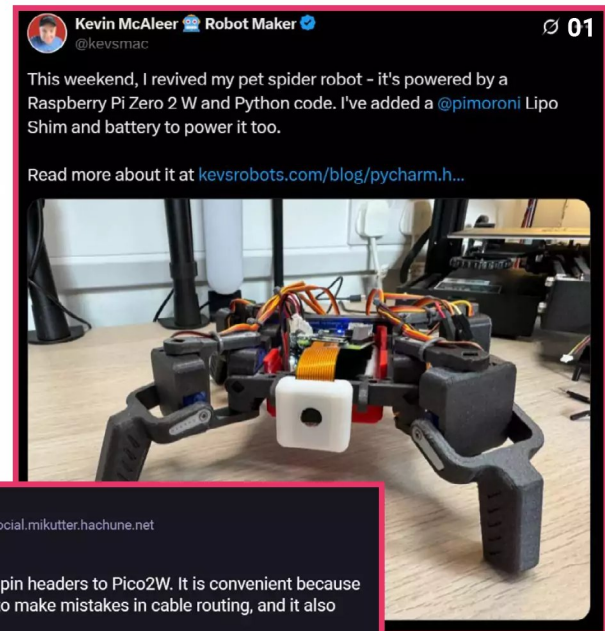 Kevin McAleer 🤖 Robot Maker
01
@kevsmac
This weekend, I revived my pet spider robot - it's powered by a
Raspberry Pi Zero 2 W and Python code. I've added a @pimoroni Lipo
Shim and battery to power it too.
Read more about it at kevsrobots.com/blog/pycharm.h...
ocial.mikutter.hachune.net
pin headers to Pico2W. It is convenient because
o make mistakes in cable routing, and it also